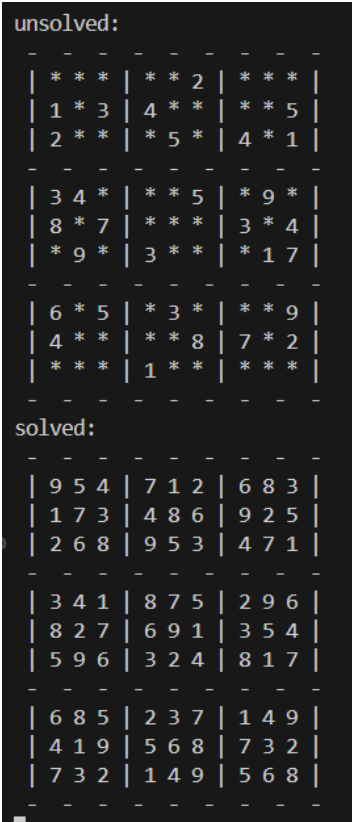 unsolved:
- - - - - - - - -
| * * * | * * 2 | * * * |
| 1 * 3 | 4 * * | * * 5 |
| 2 * * | * 5 * | 4 * 1 |
- - - - - - - - -
| 3 4 * | * * 5 | * 9 * |
| 8 * 7 | * * * | 3 * 4 |
| * 9 * | 3 * * | * 1 7 |
- - - - - - - - -
| 6 * 5 | * 3 * | * * 9 |
| 4 * * | * * 8 | 7 * 2 |
| * * * | 1 * * | * * * |
- - - - - - - - -
solved:
- - - - - - - - -
| 9 5 4 | 7 1 2 | 6 8 3 |
| 1 7 3 | 4 8 6 | 9 2 5 |
| 2 6 8 | 9 5 3 | 4 7 1 |
- - - - - - - - -
| 3 4 1 | 8 7 5 | 2 9 6 |
| 8 2 7 | 6 9 1 | 3 5 4 |
| 5 9 6 | 3 2 4 | 8 1 7 |
- - - - - - - - -
| 6 8 5 | 2 3 7 | 1 4 9 |
| 4 1 9 | 5 6 8 | 7 3 2 |
| 7 3 2 | 1 4 9 | 5 6 8 |
- - - - - - - - -